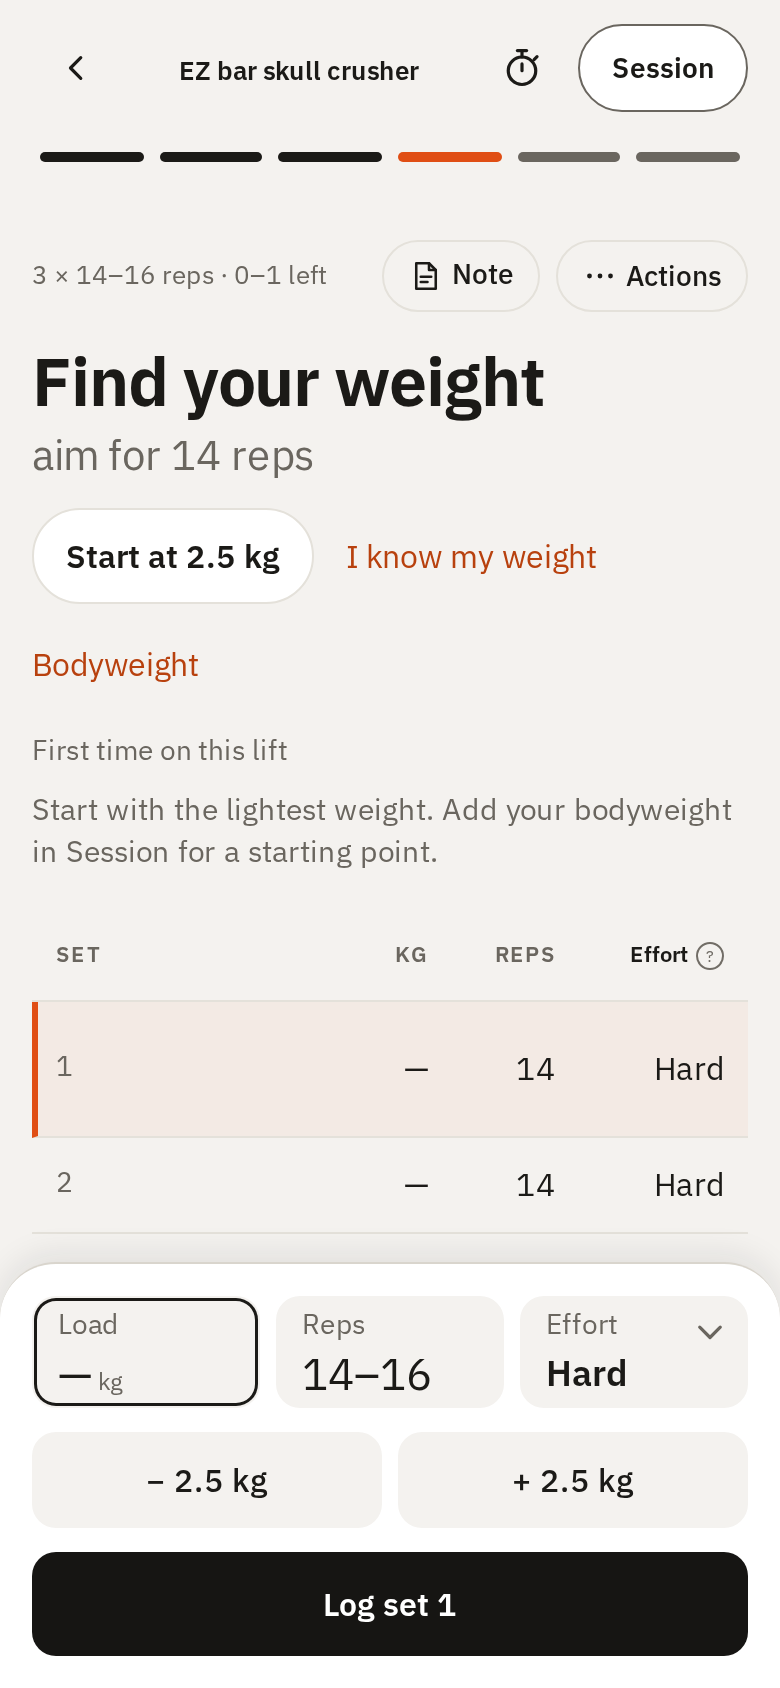 EZ bar skull crusher
Session
3 × 14–16 reps · 0–1 left
Note
Actions
Find your weight
aim for 14 reps
Start at 2.5 kg
I know my weight
Bodyweight
First time on this lift
Start with the lightest weight. Add your bodyweight
in Session for a starting point.
SET KG REPS Effort ?
1 — 14 Hard
2 — 14 Hard
Load Reps Effort
— kg 14–16 Hard
− 2.5 kg + 2.5 kg
Log set 1